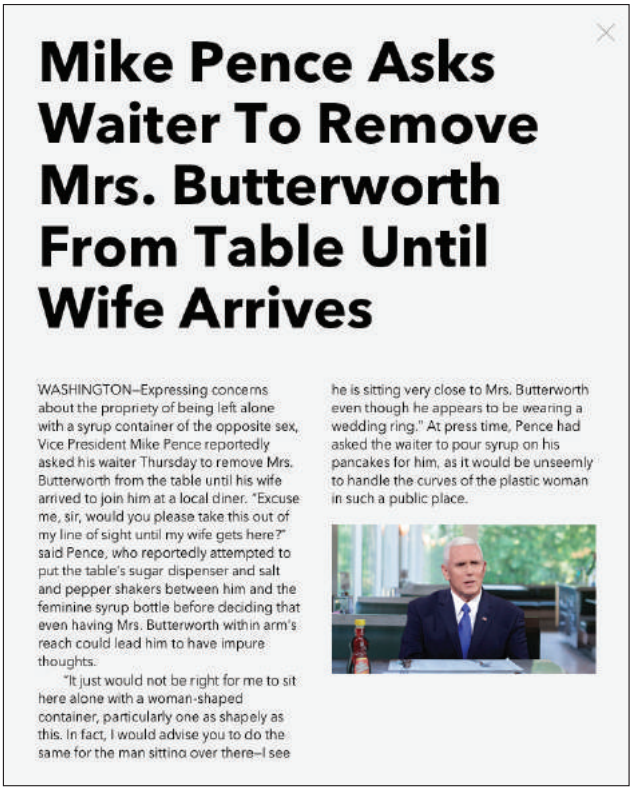 Mike Pence Asks
Waiter To Remove
Mrs. Butterworth
From Table Until
Wife Arrives
WASHINGTON—Expressing concerns
about the propriety of being left alone
with a syrup container of the opposite sex,
Vice President Mike Pence reportedly
asked his waiter Thursday to remove Mrs.
Butterworth from the table until his wife
arrived to join him at a local diner. “Excuse
me, sir, would you please take this out of
my line of sight until my wife gets here?”
said Pence, who reportedly attempted to
put the table’s sugar dispenser and salt
and pepper shakers between him and the
feminine syrup bottle before deciding that
even having Mrs. Butterworth within arm’s
reach could lead him to have impure
thoughts.
“It just would not be right for me to sit
here alone with a woman-shaped
container, particularly one as shapely as
this. In fact, I would advise you to do the
same for the man sitting over there—I see
he is sitting very close to Mrs. Butterworth
even though he appears to be wearing a
wedding ring.” At press time, Pence had
asked the waiter to pour syrup on his
pancakes for him, as it would be unseemly
to handle the curves of the plastic woman
in such a public place.